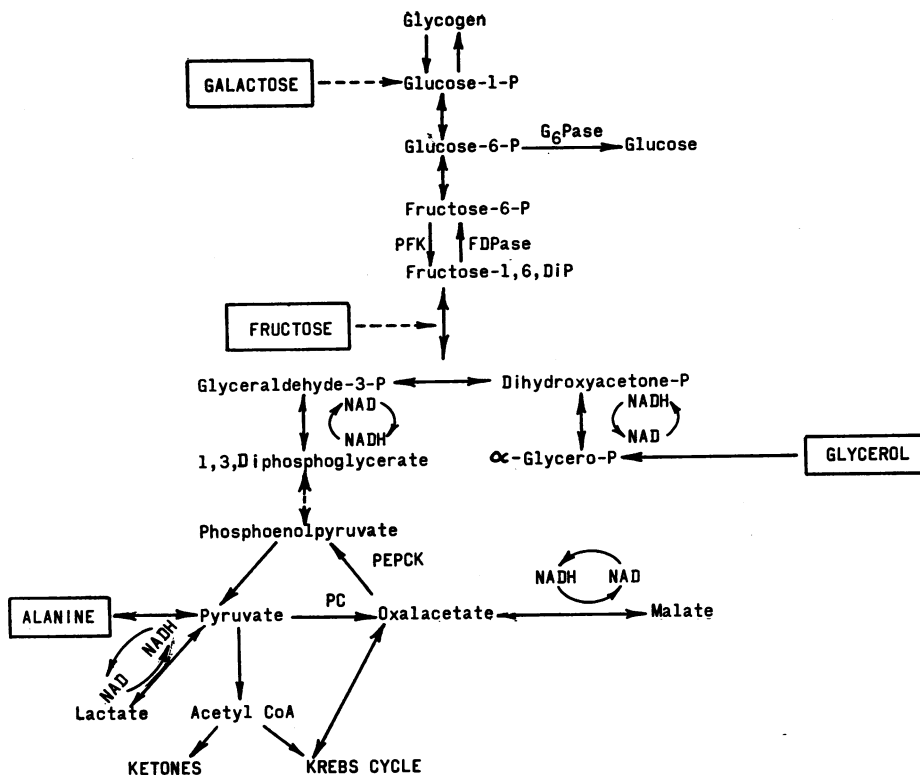 Glycogen
GALACTOSE
Glucose-1-P
G6Pase
Glucose-6-P
Glucose
Fructose-6-P
PFK
FDPase
Fructose-1,6,DiP
FRUCTOSE
Glyceraldehyde-3-P
Dihydroxyacetone-P
NAD
NADH
NADH
NAD
1,3,Diphosphoglycerate
α-Glycero-P
GLYCEROL
Phosphoenolpyruvate
PEPCK
NADH
NAD
ALANINE
Pyruvate
PC
Oxalacetate
Malate
NADH
NAD
Lactate
Acetyl CoA
KETONES
KREBS CYCLE